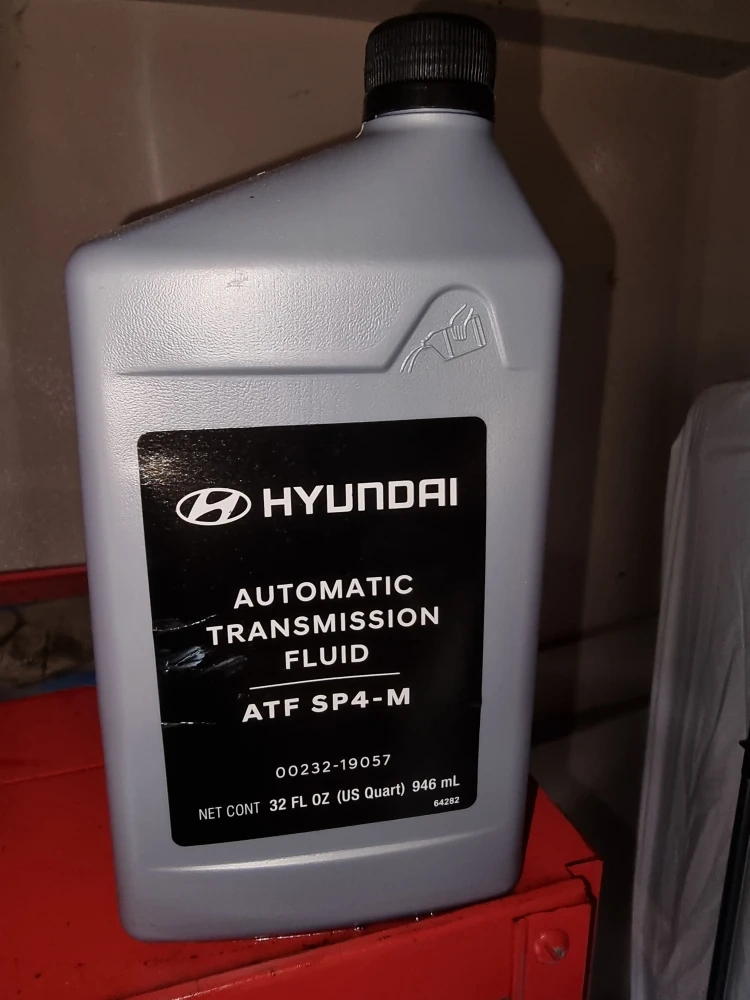 HYUNDAI
AUTOMATIC
TRANSMISSION
FLUID
ATF SP4-M
00232-19057
NET CONT 32 FL OZ (US Quart) 946 mL
64282